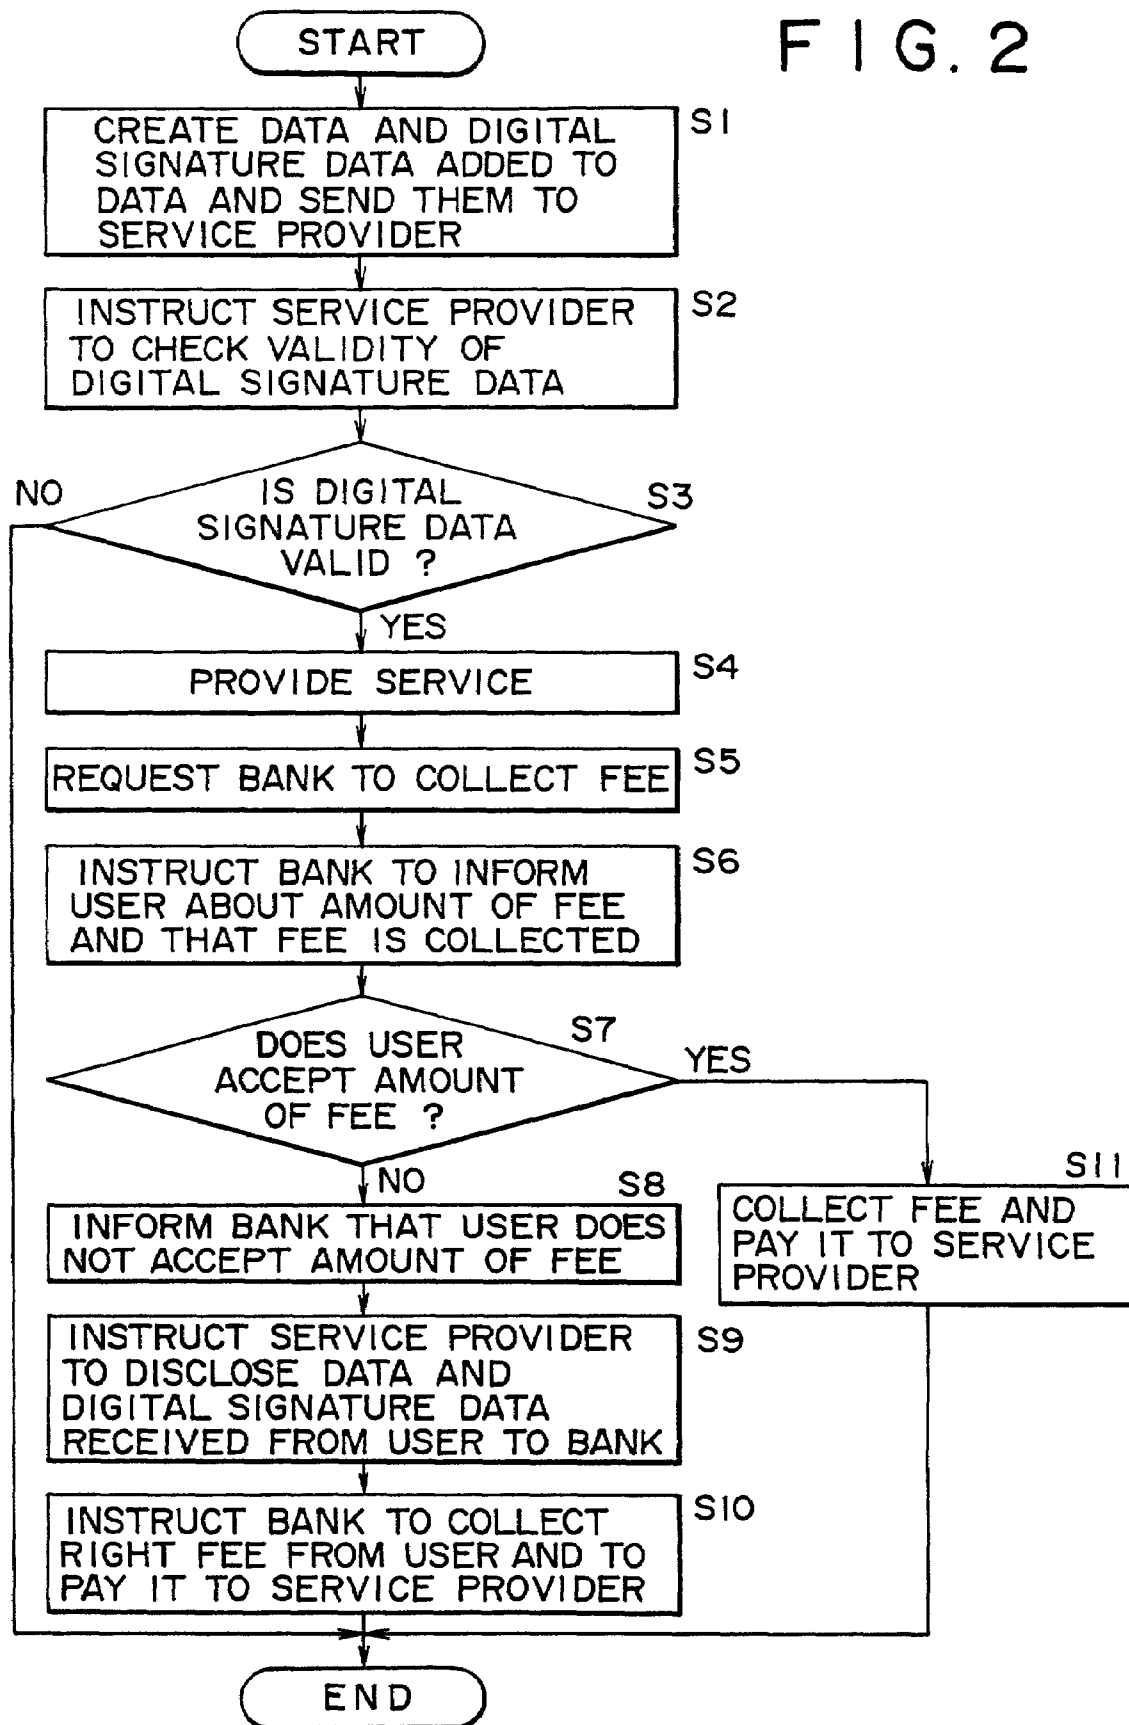 START
FIG. 2
CREATE DATA AND DIGITAL
SIGNATURE DATA ADDED TO
DATA AND SEND THEM TO
SERVICE PROVIDER
S1
INSTRUCT SERVICE PROVIDER
TO CHECK VALIDITY OF
DIGITAL SIGNATURE DATA
S2
NO
IS DIGITAL
SIGNATURE DATA
VALID ?
S3
YES
PROVIDE SERVICE
S4
REQUEST BANK TO COLLECT FEE
S5
INSTRUCT BANK TO INFORM
USER ABOUT AMOUNT OF FEE
AND THAT FEE IS COLLECTED
S6
DOES USER
ACCEPT AMOUNT
OF FEE ?
S7
YES
NO
S8
INFORM BANK THAT USER DOES
NOT ACCEPT AMOUNT OF FEE
S11
COLLECT FEE AND
PAY IT TO SERVICE
PROVIDER
INSTRUCT SERVICE PROVIDER
TO DISCLOSE DATA AND
DIGITAL SIGNATURE DATA
RECEIVED FROM USER TO BANK
S9
INSTRUCT BANK TO COLLECT
RIGHT FEE FROM USER AND TO
PAY IT TO SERVICE PROVIDER
S10
END